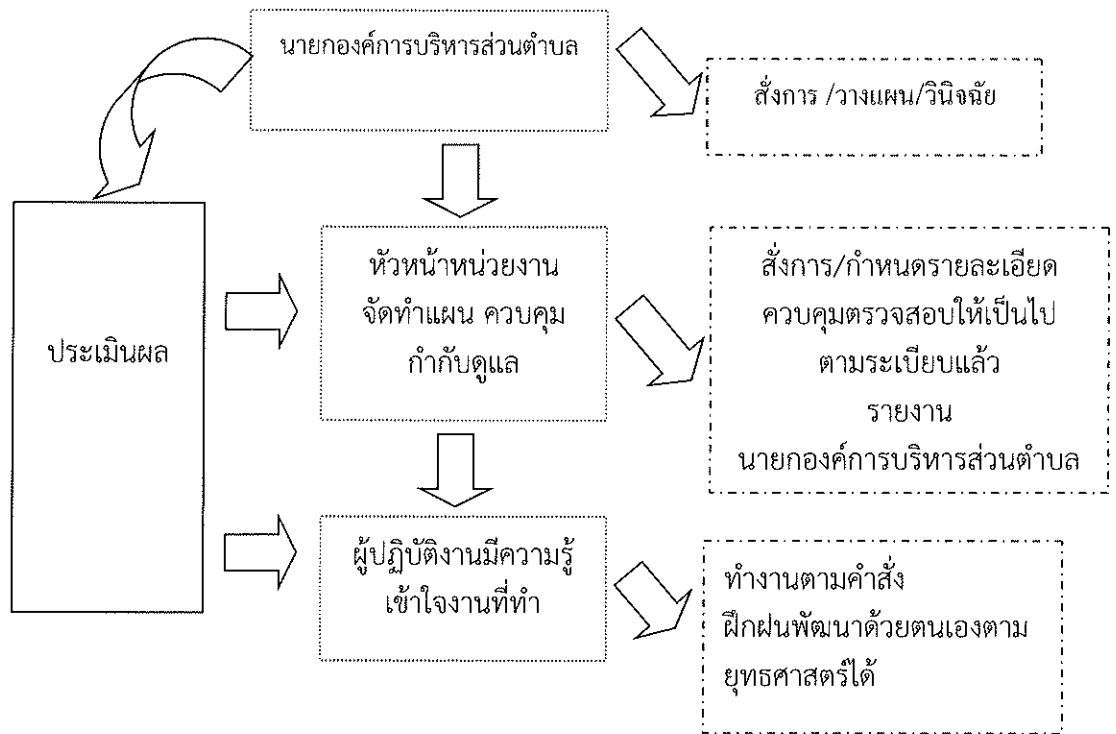 นายกองค์การบริหารส่วนตำบล
สั่งการ /วางแผน/วินิจฉัย
ประเมินผล
หัวหน้าหน่วยงาน
จัดทำแผน ควบคุม
กำกับดูแล
สั่งการ/กำหนดรายละเอียด
ควบคุมตรวจสอบให้เป็นไป
ตามระเบียบแล้ว
รายงาน
นายกองค์การบริหารส่วนตำบล
ผู้ปฏิบัติงานมีความรู้
เข้าใจงานที่ทำ
ทำงานตามคำสั่ง
ฝึกฝนพัฒนาด้วยตนเองตาม
ยุทธศาสตร์ได้